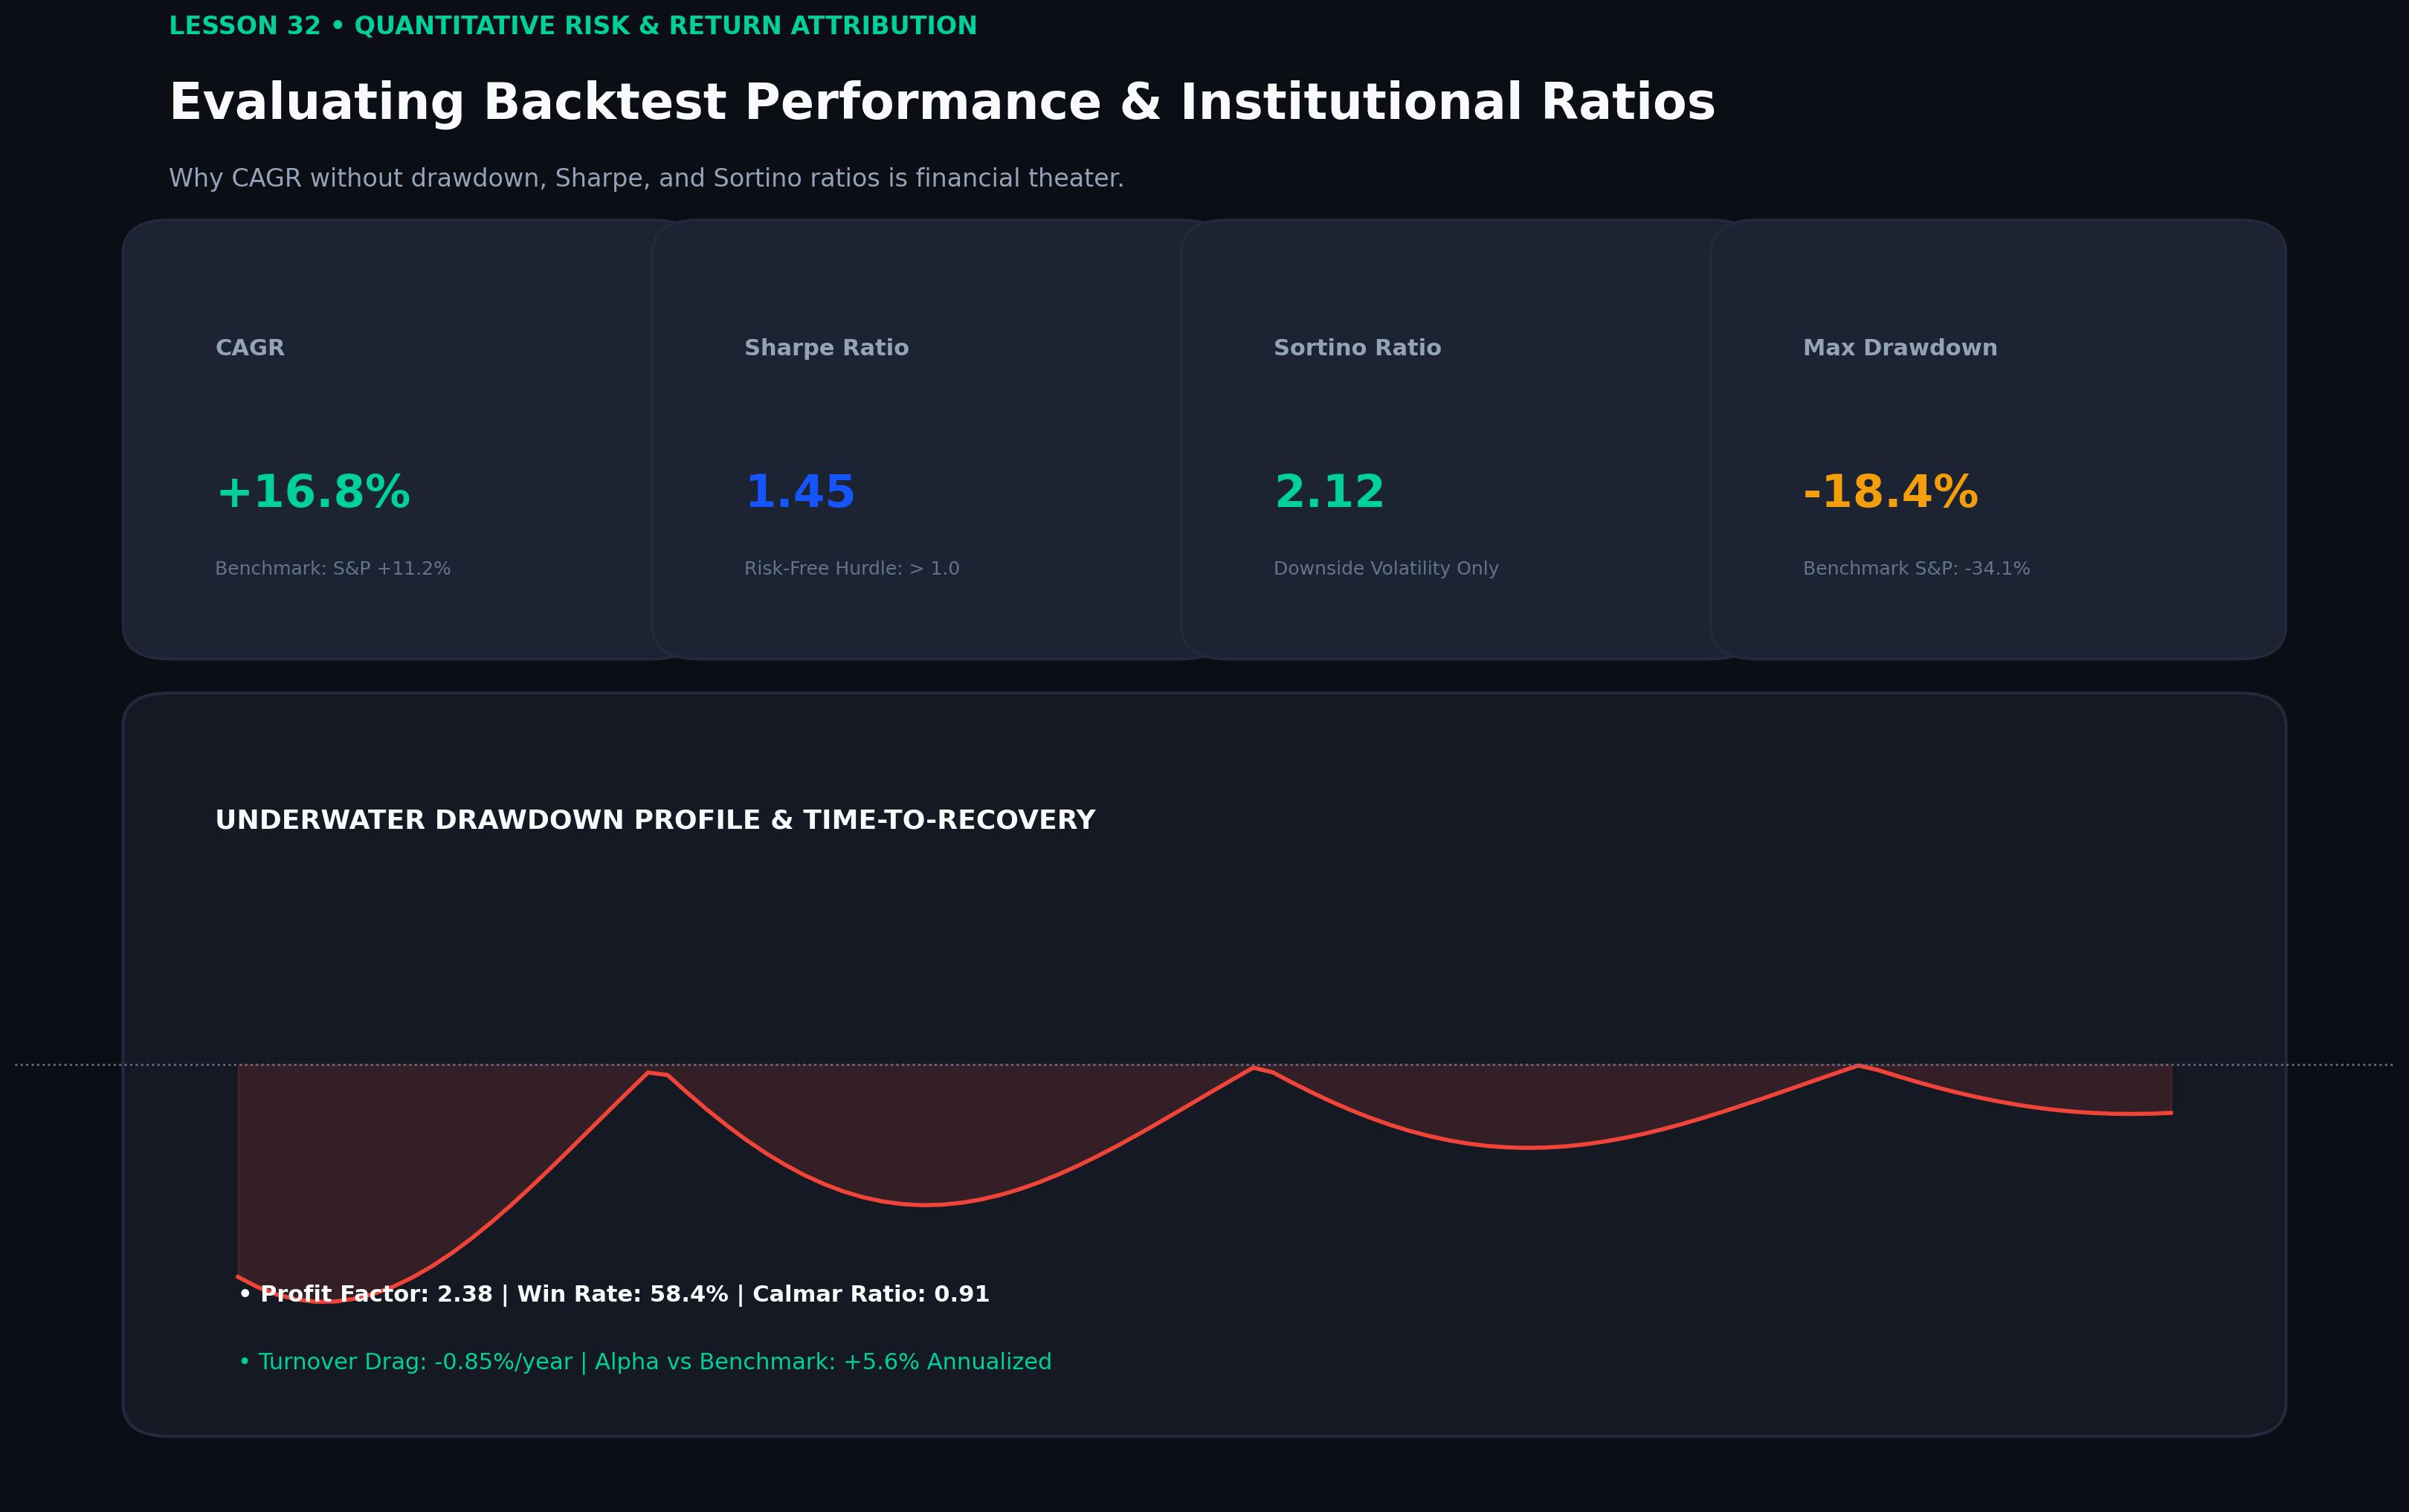 LESSON 32 • QUANTITATIVE RISK & RETURN ATTRIBUTION
Evaluating Backtest Performance & Institutional Ratios
Why CAGR without drawdown, Sharpe, and Sortino ratios is financial theater.
CAGR
+16.8%
Benchmark: S&P +11.2%
Sharpe Ratio
1.45
Risk-Free Hurdle: > 1.0
Sortino Ratio
2.12
Downside Volatility Only
Max Drawdown
-18.4%
Benchmark S&P: -34.1%
UNDERWATER DRAWDOWN PROFILE & TIME-TO-RECOVERY
• Profit Factor: 2.38 | Win Rate: 58.4% | Calmar Ratio: 0.91
• Turnover Drag: -0.85%/year | Alpha vs Benchmark: +5.6% Annualized